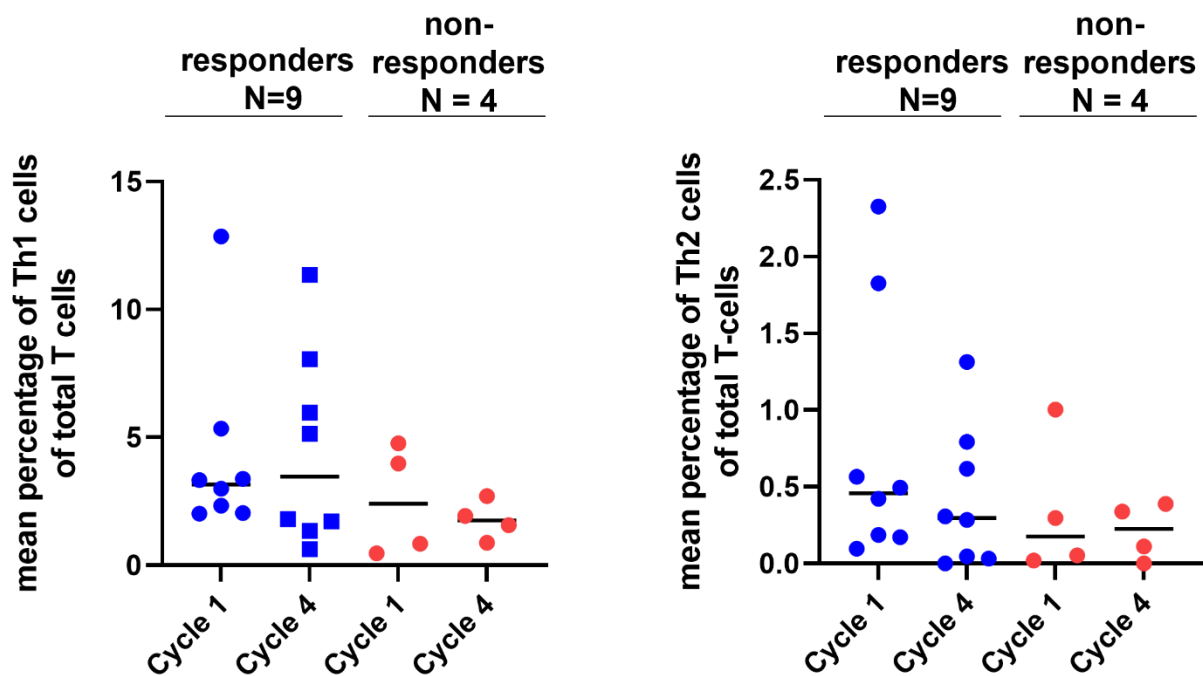 responders
N=9
non-
responders
N = 4
mean percentage of Th1 cells
of total T cells
15
10
5
0
Cycle 1
Cycle 4
Cycle 1
Cycle 4
responders
N=9
non-
responders
N = 4
mean percentage of Th2 cells
of total T-cells
2.5
2.0
1.5
1.0
0.5
0.0
Cycle 1
Cycle 4
Cycle 1
Cycle 4